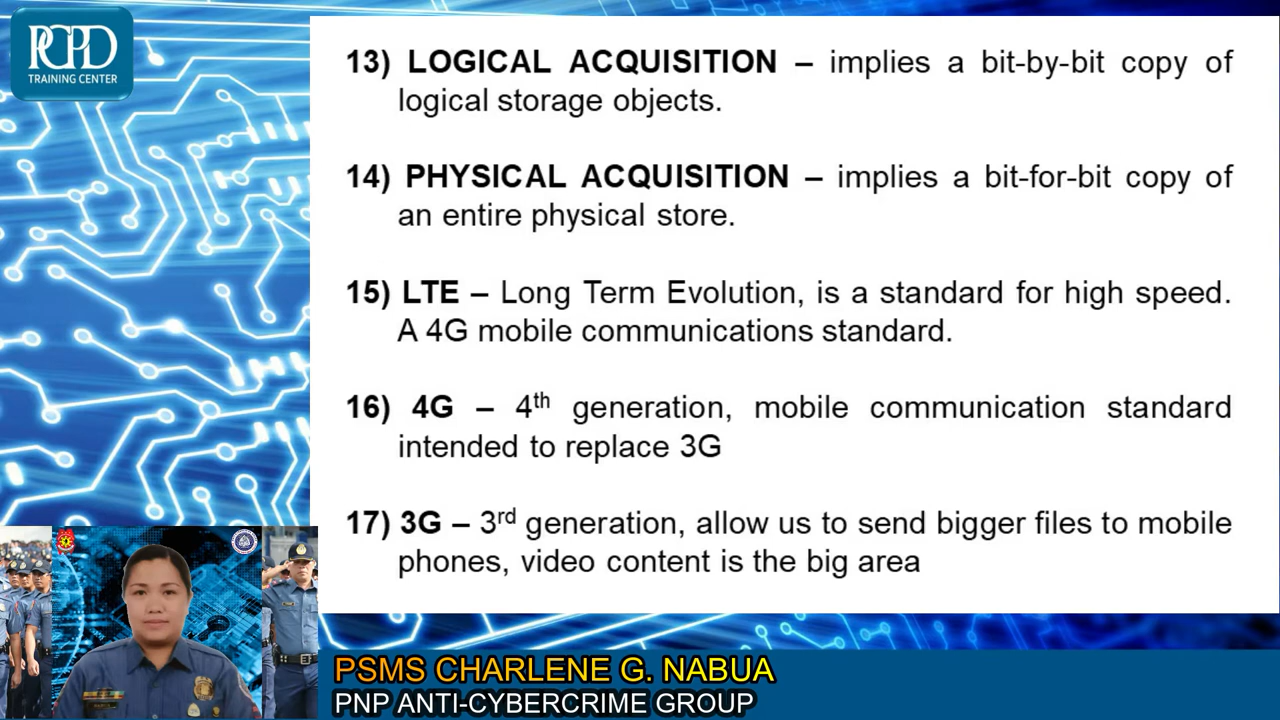 PCPD
TRAINING CENTER
13) LOGICAL ACQUISITION – implies a bit-by-bit copy of
logical storage objects.
14) PHYSICAL ACQUISITION – implies a bit-for-bit copy of
an entire physical store.
15) LTE – Long Term Evolution, is a standard for high speed.
A 4G mobile communications standard.
16) 4G – 4th generation, mobile communication standard
intended to replace 3G
17) 3G – 3rd generation, allow us to send bigger files to mobile
phones, video content is the big area
PSMS CHARLENE G. NABUA
PNP ANTI-CYBERCRIME GROUP